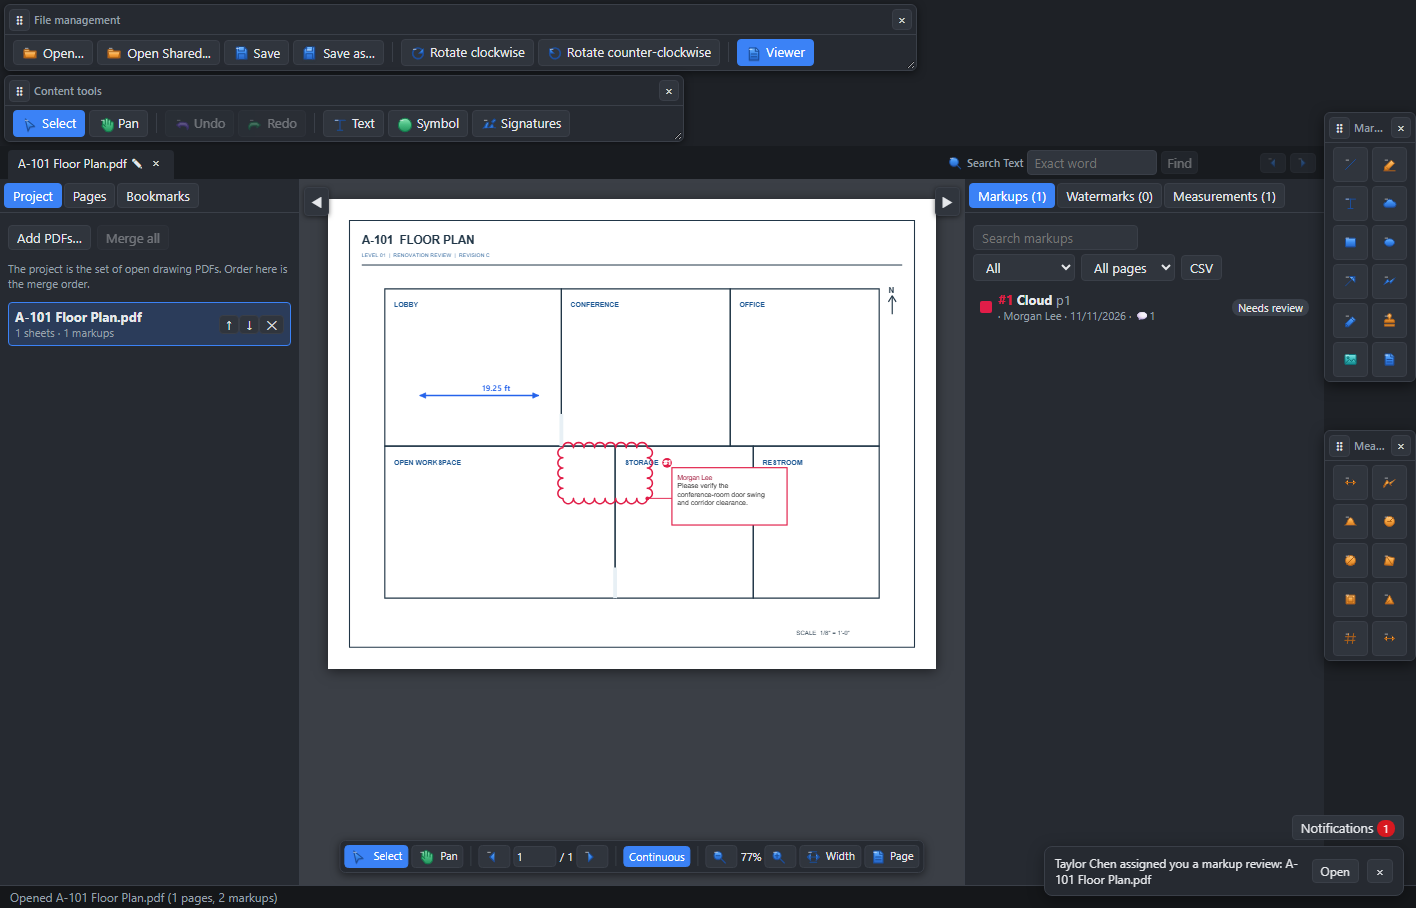 File management
Open...
Open Shared...
Save
Save as...
Rotate clockwise
Rotate counter-clockwise
Viewer
Content tools
Select
Pan
Undo
Redo
Text
Symbol
Signatures
A-101 Floor Plan.pdf
Search Text
Exact word
Find
Project
Pages
Bookmarks
Add PDFs...
Merge all
The project is the set of open drawing PDFs. Order here is
the merge order.
A-101 Floor Plan.pdf
1 sheets · 1 markups
A-101 FLOOR PLAN
LEVEL 01 | RENOVATION REVIEW | REVISION C
LOBBY
CONFERENCE
OFFICE
N
19.25 ft
OPEN WORKSPACE
STORAGE
RESTROOM
Morgan Lee
Please verify the
conference-room door swing
and corridor clearance.
SCALE 1/8" = 1'-0"
Select
Pan
1
/ 1
Continuous
77%
Width
Page
Markups (1)
Watermarks (0)
Measurements (1)
Search markups
All
All pages
CSV
#1 Cloud p1
· Morgan Lee · 11/11/2026 · 1
Needs review
Mar...
Mea...
Notifications 1
Taylor Chen assigned you a markup review: A-
101 Floor Plan.pdf
Open
Opened A-101 Floor Plan.pdf (1 pages, 2 markups)